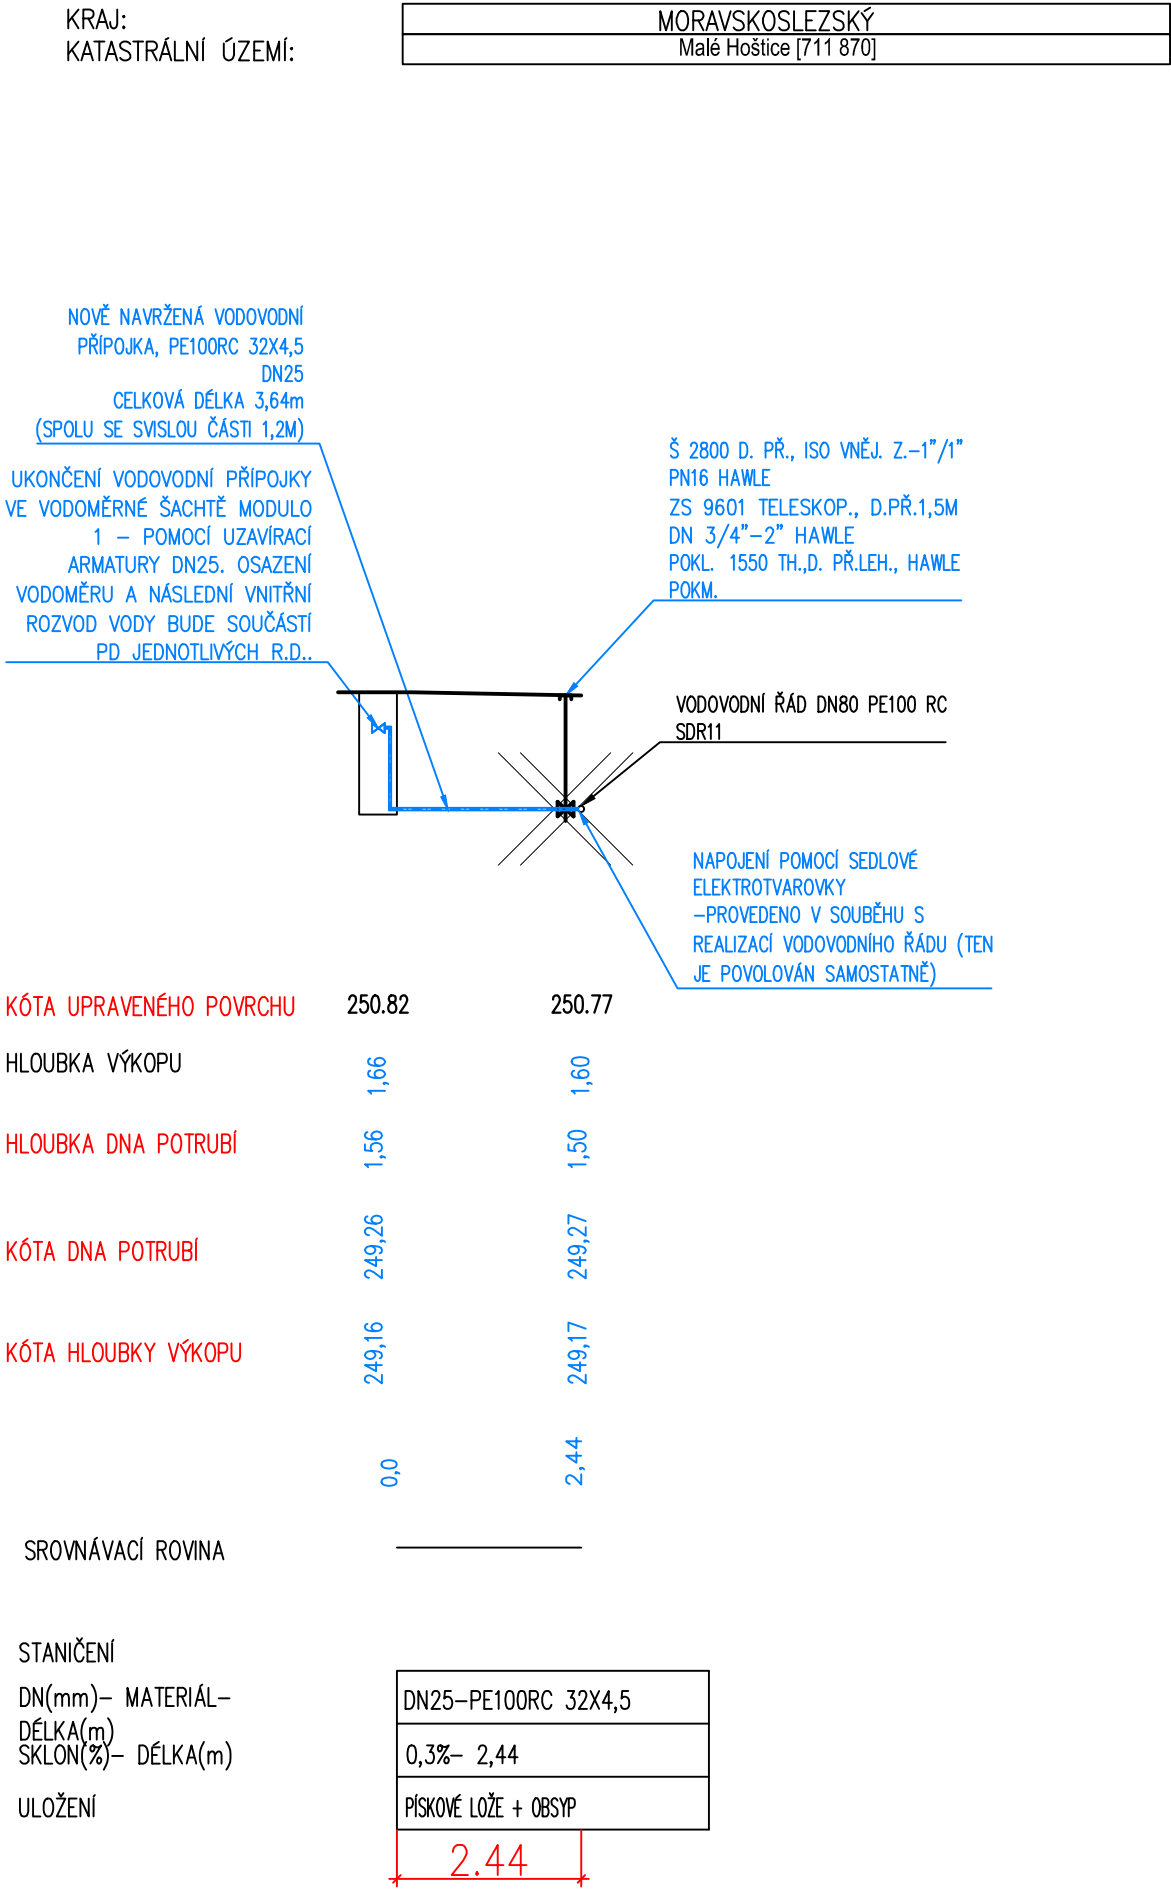 KRAJ:
MORAVSKOSLEZSKÝ
KATASTRÁLNÍ ÚZEMÍ:
Malé Hoštice [711 870]
NOVĚ NAVRŽENÁ VODOVODNÍ
PŘÍPOJKA, PE100RC 32X4,5
DN25
CELKOVÁ DÉLKA 3,64m
(SPOLU SE SVISLOU ČÁSTI 1,2M)
UKONČENÍ VODOVODNÍ PŘÍPOJKY
VE VODOMĚRNÉ ŠACHTĚ MODULO
1 – POMOCÍ UZAVÍRACÍ
ARMATURY DN25. OSAZENÍ
VODOMĚRU A NÁSLEDNÍ VNITŘNÍ
ROZVOD VODY BUDE SOUČÁSTÍ
PD JEDNOTLIVÝCH R.D..
Š 2800 D. PŘ., ISO VNĚJ. Z.–1"/1"
PN16 HAWLE
ZS 9601 TELESKOP., D.PŘ.1,5M
DN 3/4"–2" HAWLE
POKL. 1550 TH.,D. PŘ.LEH., HAWLE
POKM.
VODOVODNÍ ŘÁD DN80 PE100 RC
SDR11
NAPOJENÍ POMOCÍ SEDLOVÉ
ELEKTROTVAROVKY
–PROVEDENO V SOUBĚHU S
REALIZACÍ VODOVODNÍHO ŘÁDU (TEN
JE POVOLOVÁN SAMOSTATNĚ)
KÓTA UPRAVENÉHO POVRCHU 250.82 250.77
HLOUBKA VÝKOPU 1,66 1,60
HLOUBKA DNA POTRUBÍ 1,56 1,50
KÓTA DNA POTRUBÍ 249,26 249,27
KÓTA HLOUBKY VÝKOPU 249,16 249,17
0,0 2,44
SROVNÁVACÍ ROVINA
STANIČENÍ
DN(mm)– MATERIÁL–
DÉLKA(m)
DN25–PE100RC 32X4,5
SKLON(%)– DÉLKA(m)
0,3%– 2,44
ULOŽENÍ
PÍSKOVÉ LOŽE + OBSYP
2.44